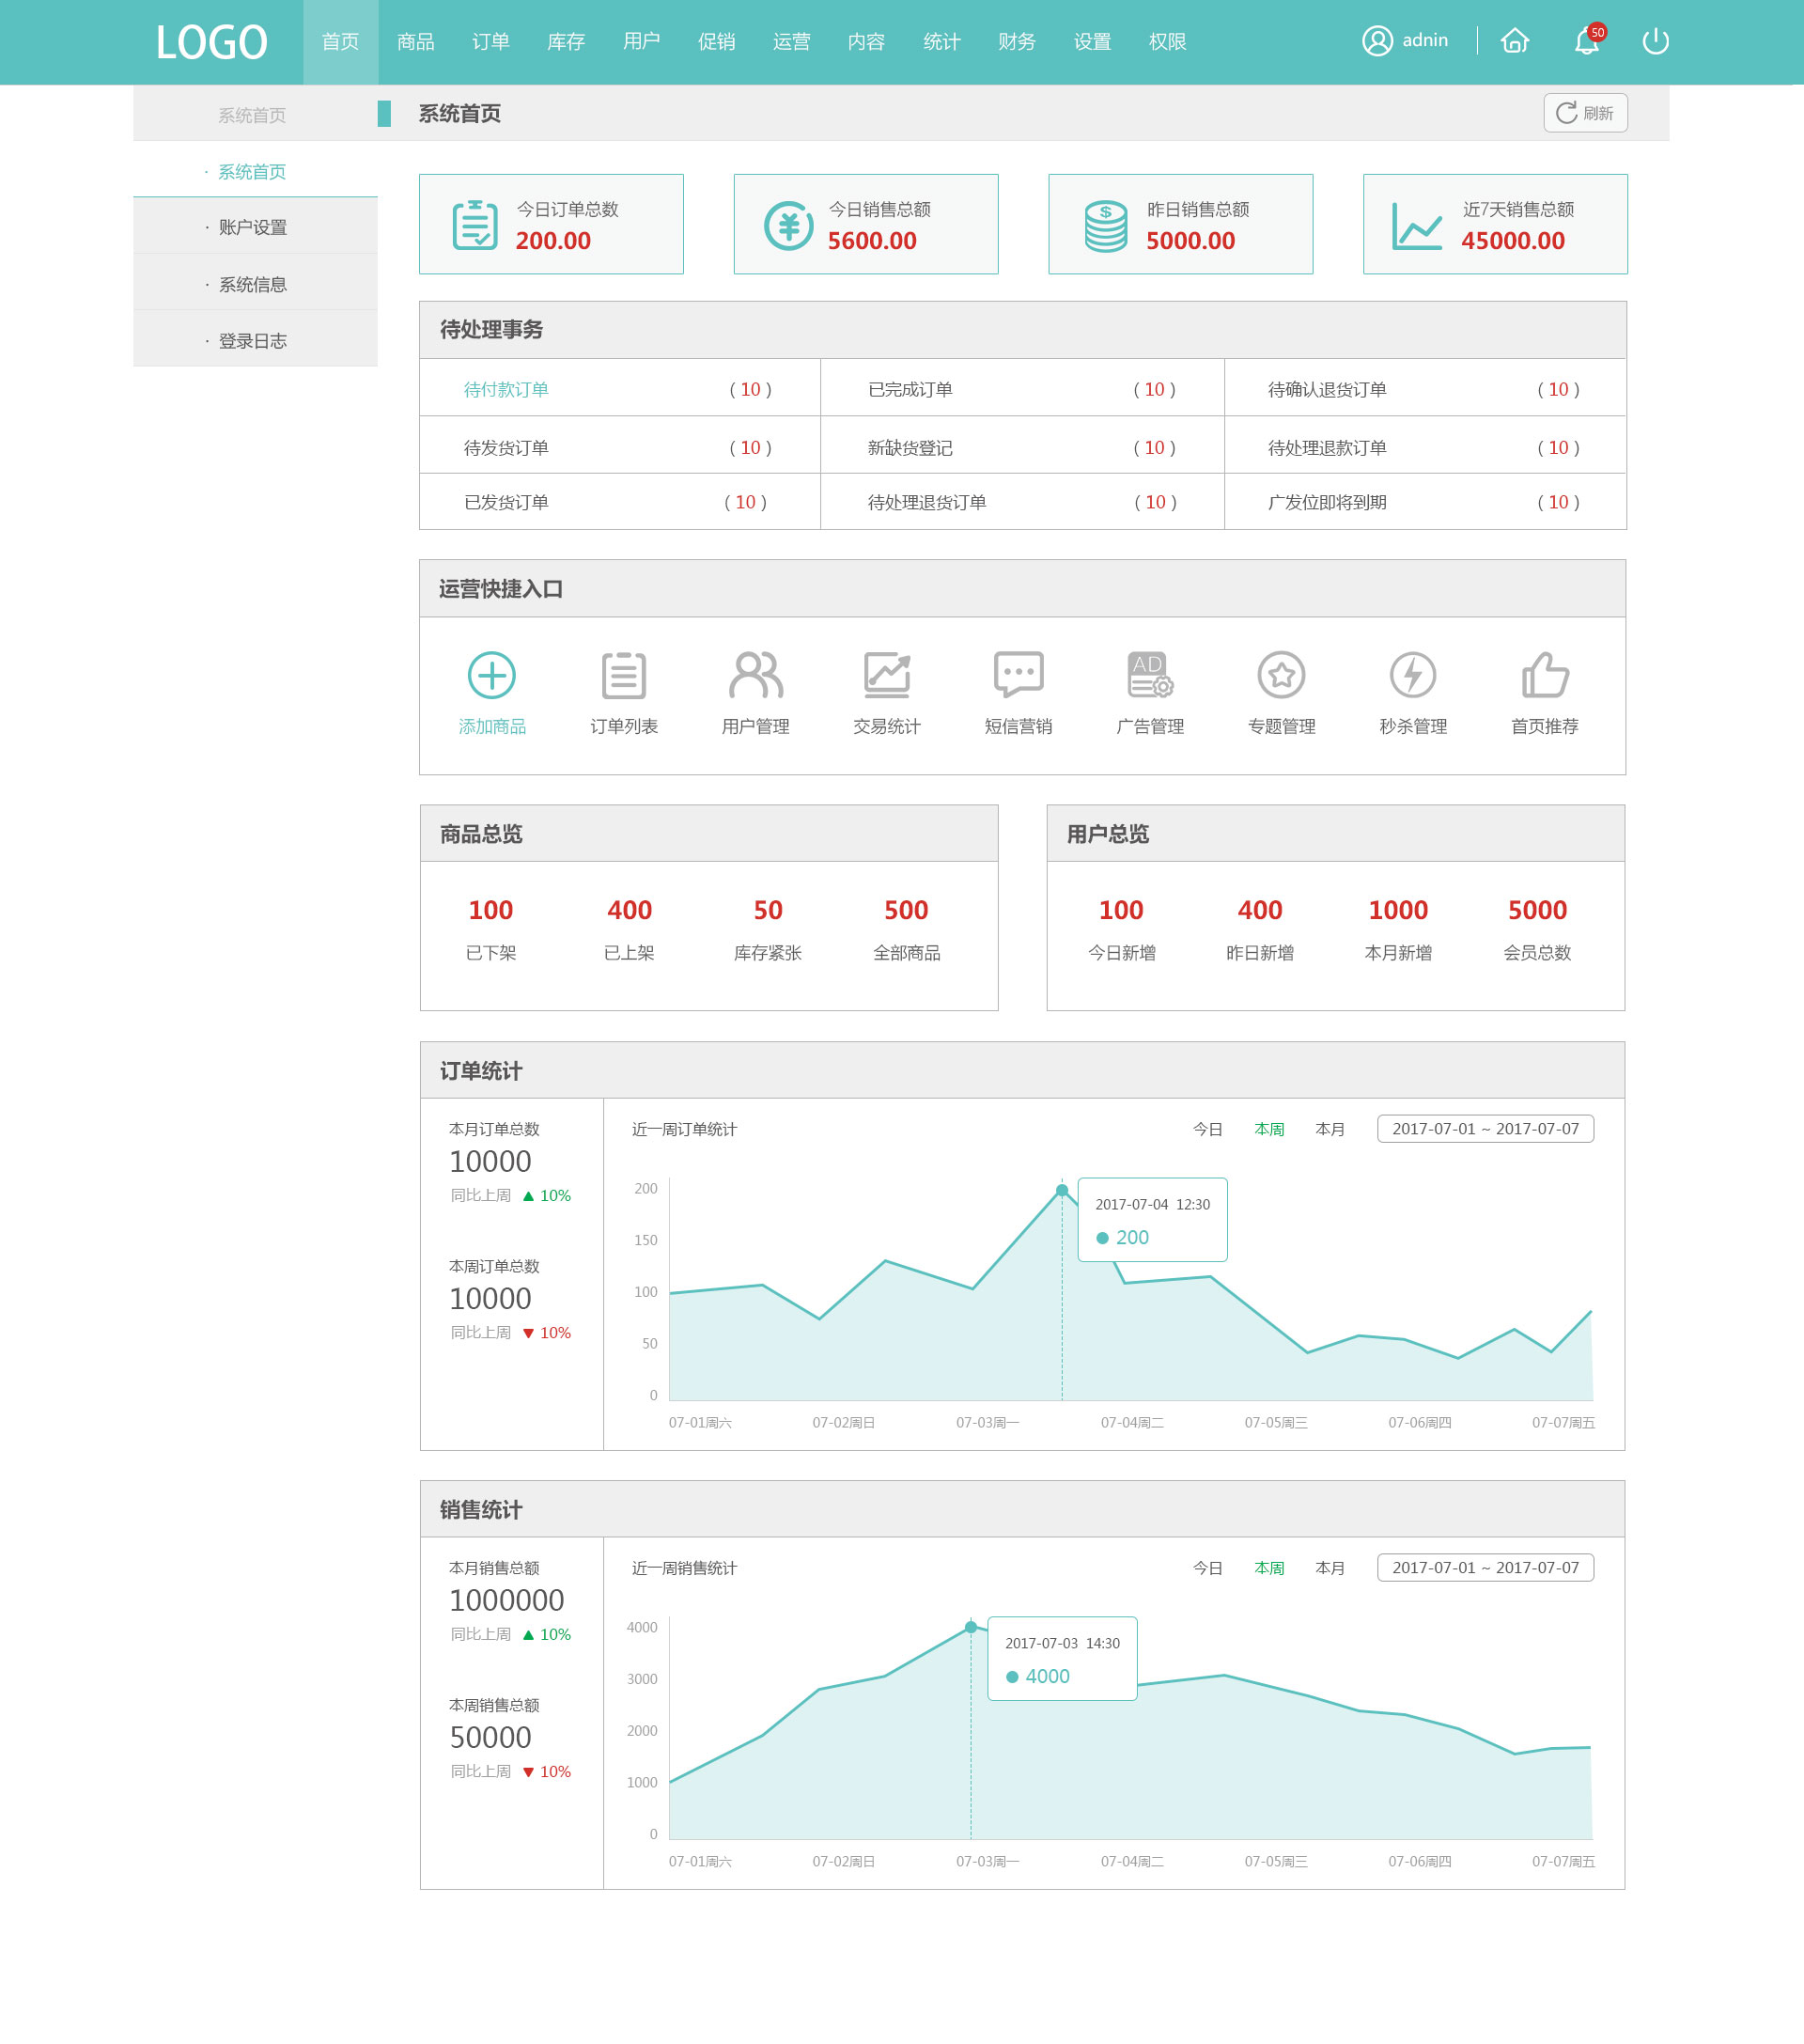 LOGO 首页 商品 订单 库存 用户 促销 运营 内容 统计 财务 设置 权限 adnin 50
系统首页
· 系统首页
· 账户设置
· 系统信息
· 登录日志
系统首页 刷新
今日订单总数
200.00
今日销售总额
5600.00
昨日销售总额
5000.00
近7天销售总额
45000.00
待处理事务
待付款订单 ( 10 ) 已完成订单 ( 10 ) 待确认退货订单 ( 10 )
待发货订单 ( 10 ) 新缺货登记 ( 10 ) 待处理退款订单 ( 10 )
已发货订单 ( 10 ) 待处理退货订单 ( 10 ) 广发位即将到期 ( 10 )
运营快捷入口
AD
添加商品 订单列表 用户管理 交易统计 短信营销 广告管理 专题管理 秒杀管理 首页推荐
商品总览
100 400 50 500
已下架 已上架 库存紧张 全部商品
用户总览
100 400 1000 5000
今日新增 昨日新增 本月新增 会员总数
订单统计
本月订单总数
10000
同比上周 ▲ 10%
本周订单总数
10000
同比上周 ▼ 10%
近一周订单统计 今日 本周 本月 2017-07-01 ~ 2017-07-07
200
150
100
50
0
2017-07-04 12:30
200
07-01周六 07-02周日 07-03周一 07-04周二 07-05周三 07-06周四 07-07周五
销售统计
本月销售总额
1000000
同比上周 ▲ 10%
本周销售总额
50000
同比上周 ▼ 10%
近一周销售统计 今日 本周 本月 2017-07-01 ~ 2017-07-07
4000
3000
2000
1000
0
2017-07-03 14:30
4000
07-01周六 07-02周日 07-03周一 07-04周二 07-05周三 07-06周四 07-07周五